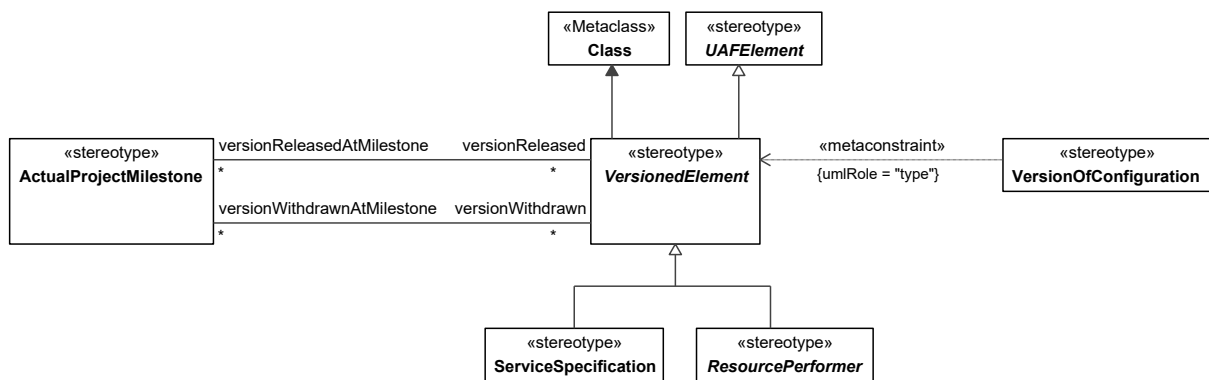 «Metaclass»
Class
«stereotype»
UAFElement
«stereotype»
ActualProjectMilestone
versionReleasedAtMilestone
*
versionReleased
*
versionWithdrawnAtMilestone
*
versionWithdrawn
*
«stereotype»
VersionedElement
«metaconstraint»
{umlRole = "type"}
«stereotype»
VersionOfConfiguration
«stereotype»
ServiceSpecification
«stereotype»
ResourcePerformer